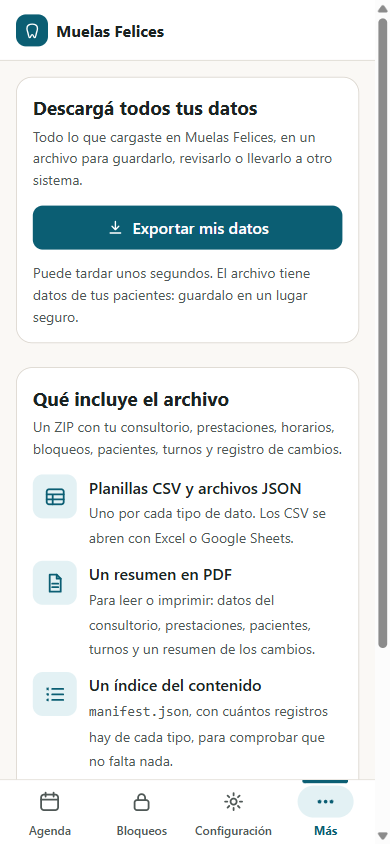 Muelas Felices
Descargá todos tus datos
Todo lo que cargaste en Muelas Felices, en un
archivo para guardarlo, revisarlo o llevarlo a otro
sistema.
Exportar mis datos
Puede tardar unos segundos. El archivo tiene
datos de tus pacientes: guardalo en un lugar
seguro.
Qué incluye el archivo
Un ZIP con tu consultorio, prestaciones, horarios,
bloqueos, pacientes, turnos y registro de cambios.
Planillas CSV y archivos JSON
Uno por cada tipo de dato. Los CSV se
abren con Excel o Google Sheets.
Un resumen en PDF
Para leer o imprimir: datos del
consultorio, prestaciones, pacientes,
turnos y un resumen de los cambios.
Un índice del contenido
manifest.json, con cuántos registros
hay de cada tipo, para comprobar que
no falta nada.
Agenda
Bloqueos
Configuración
Más